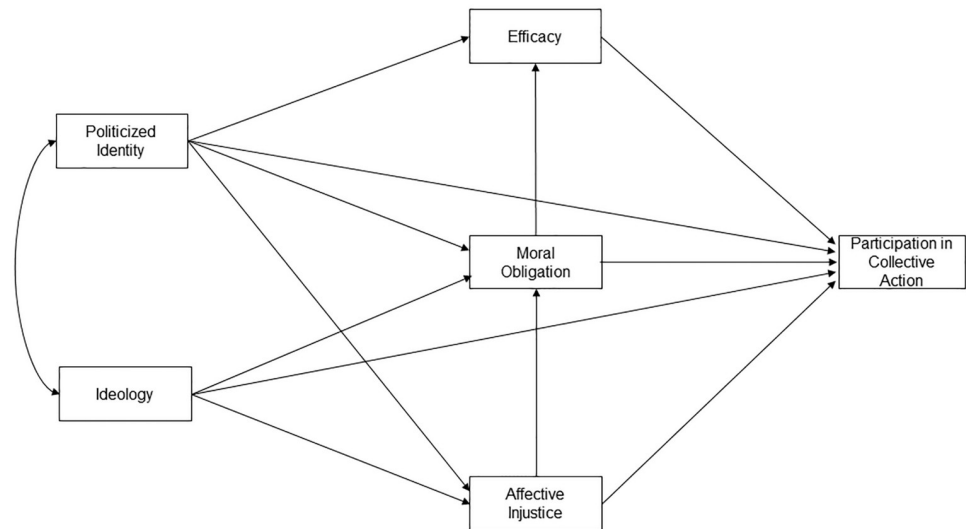 Efficacy
Politicized
Identity
Moral
Obligation
Participation in
Collective
Action
Ideology
Affective
Injustice